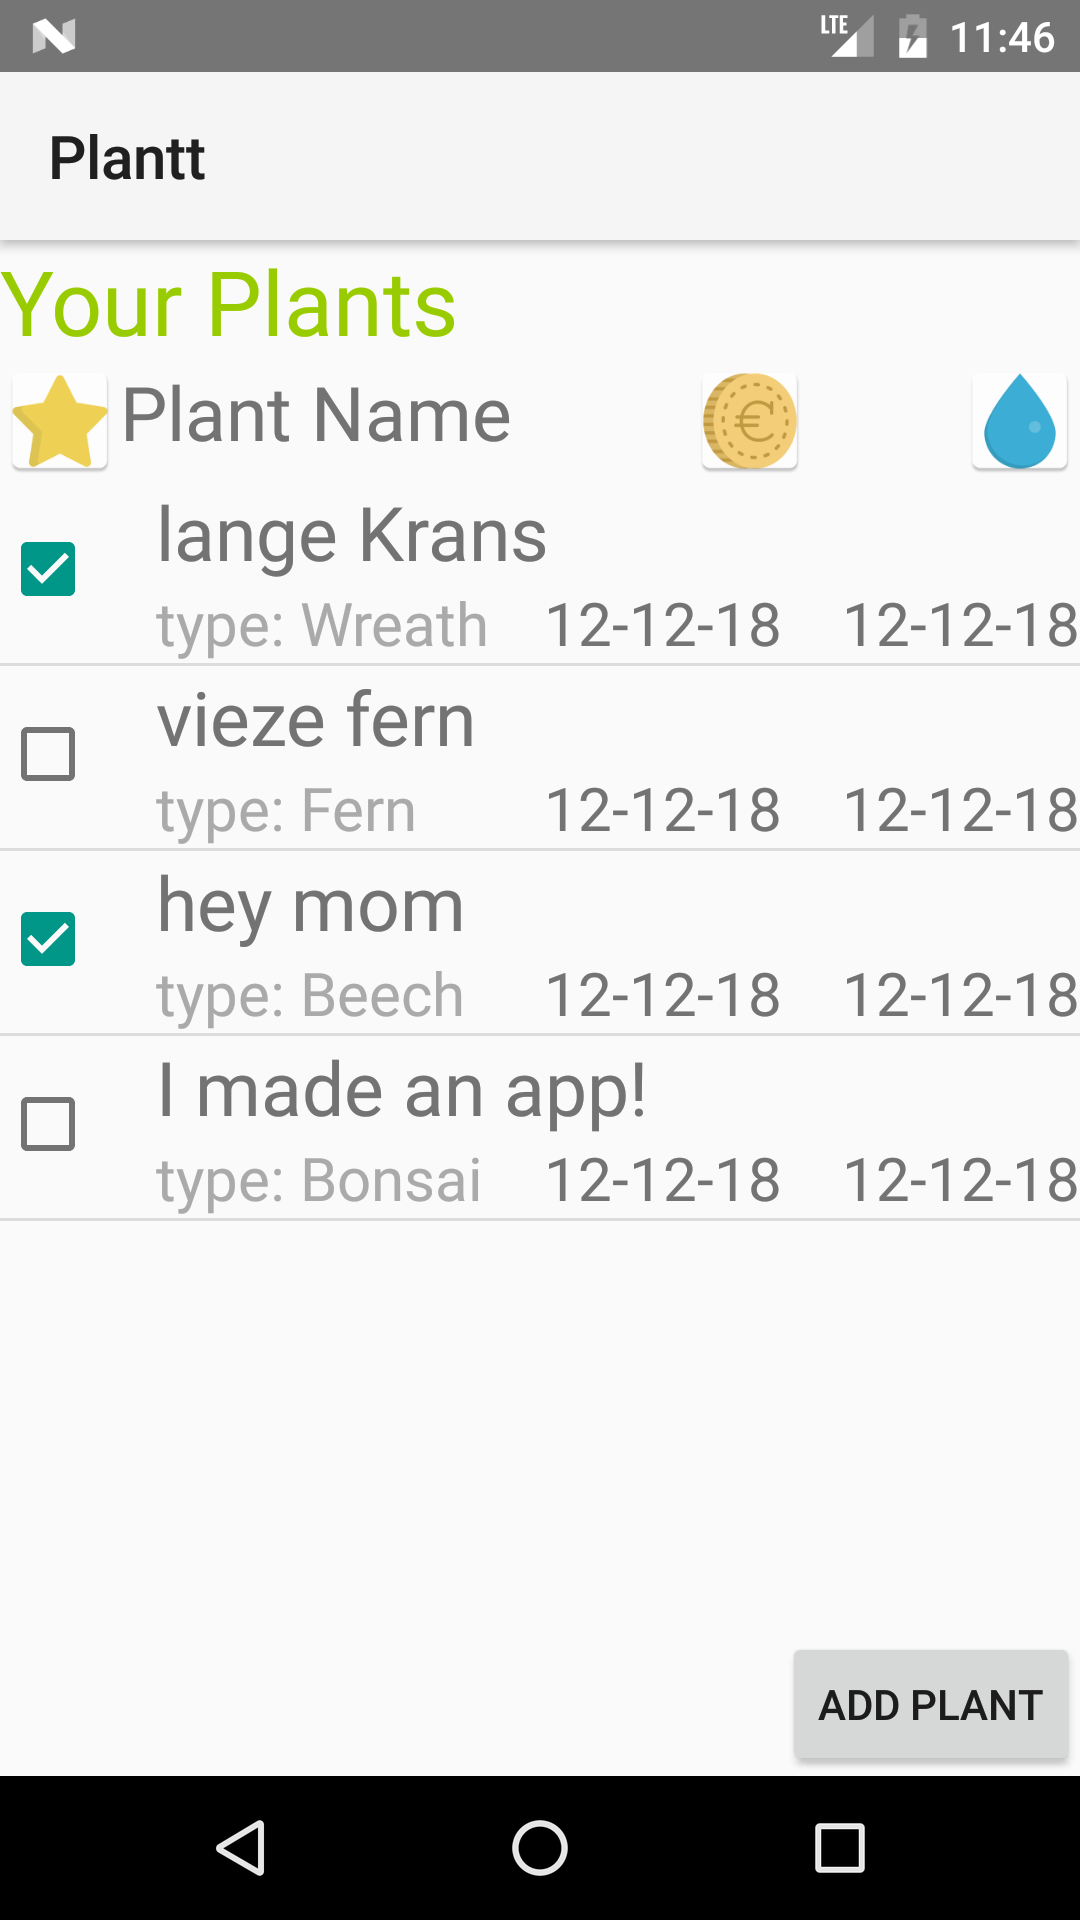 LTE 11:46
Plantt
Your Plants
Plant Name
lange Krans
type: Wreath 12-12-18 12-12-18
vieze fern
type: Fern 12-12-18 12-12-18
hey mom
type: Beech 12-12-18 12-12-18
I made an app!
type: Bonsai 12-12-18 12-12-18
ADD PLANT